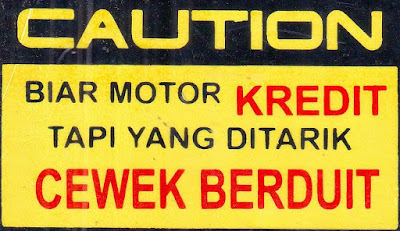 CAUTION
BIAR MOTOR KREDIT
TAPI YANG DITARIK
CEWEK BERDUIT